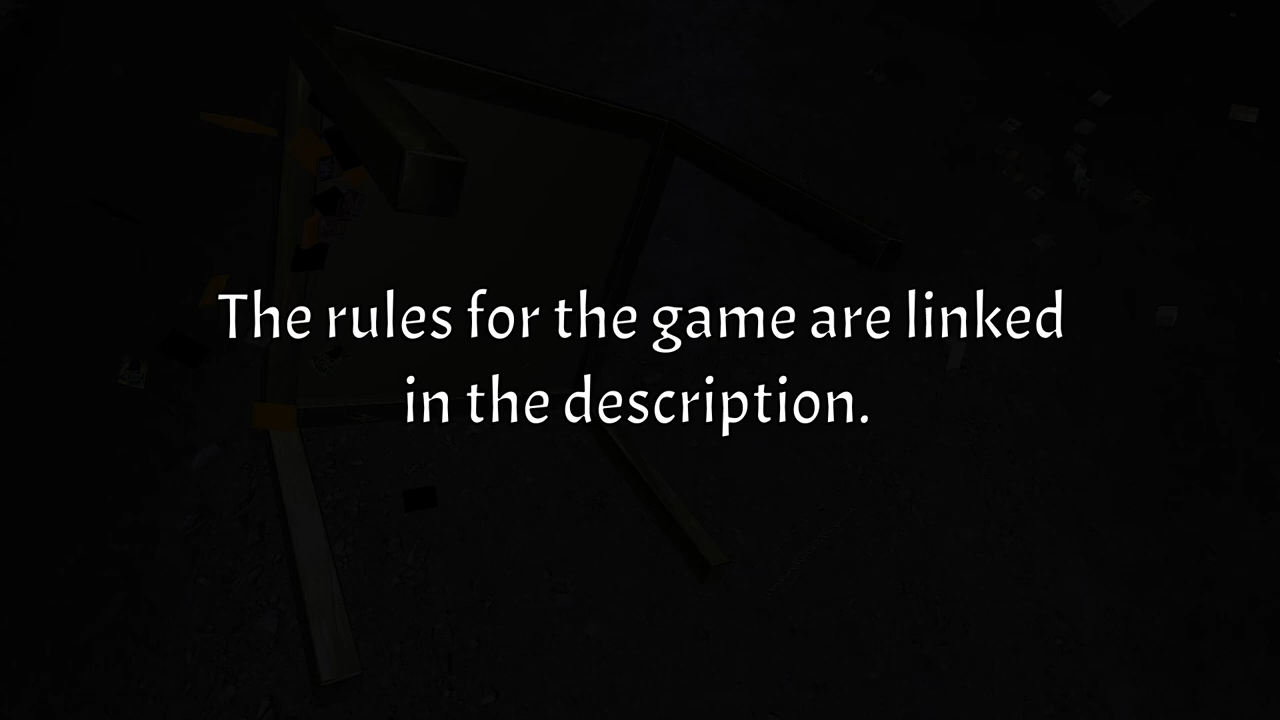 The rules for the game are linked
in the description.